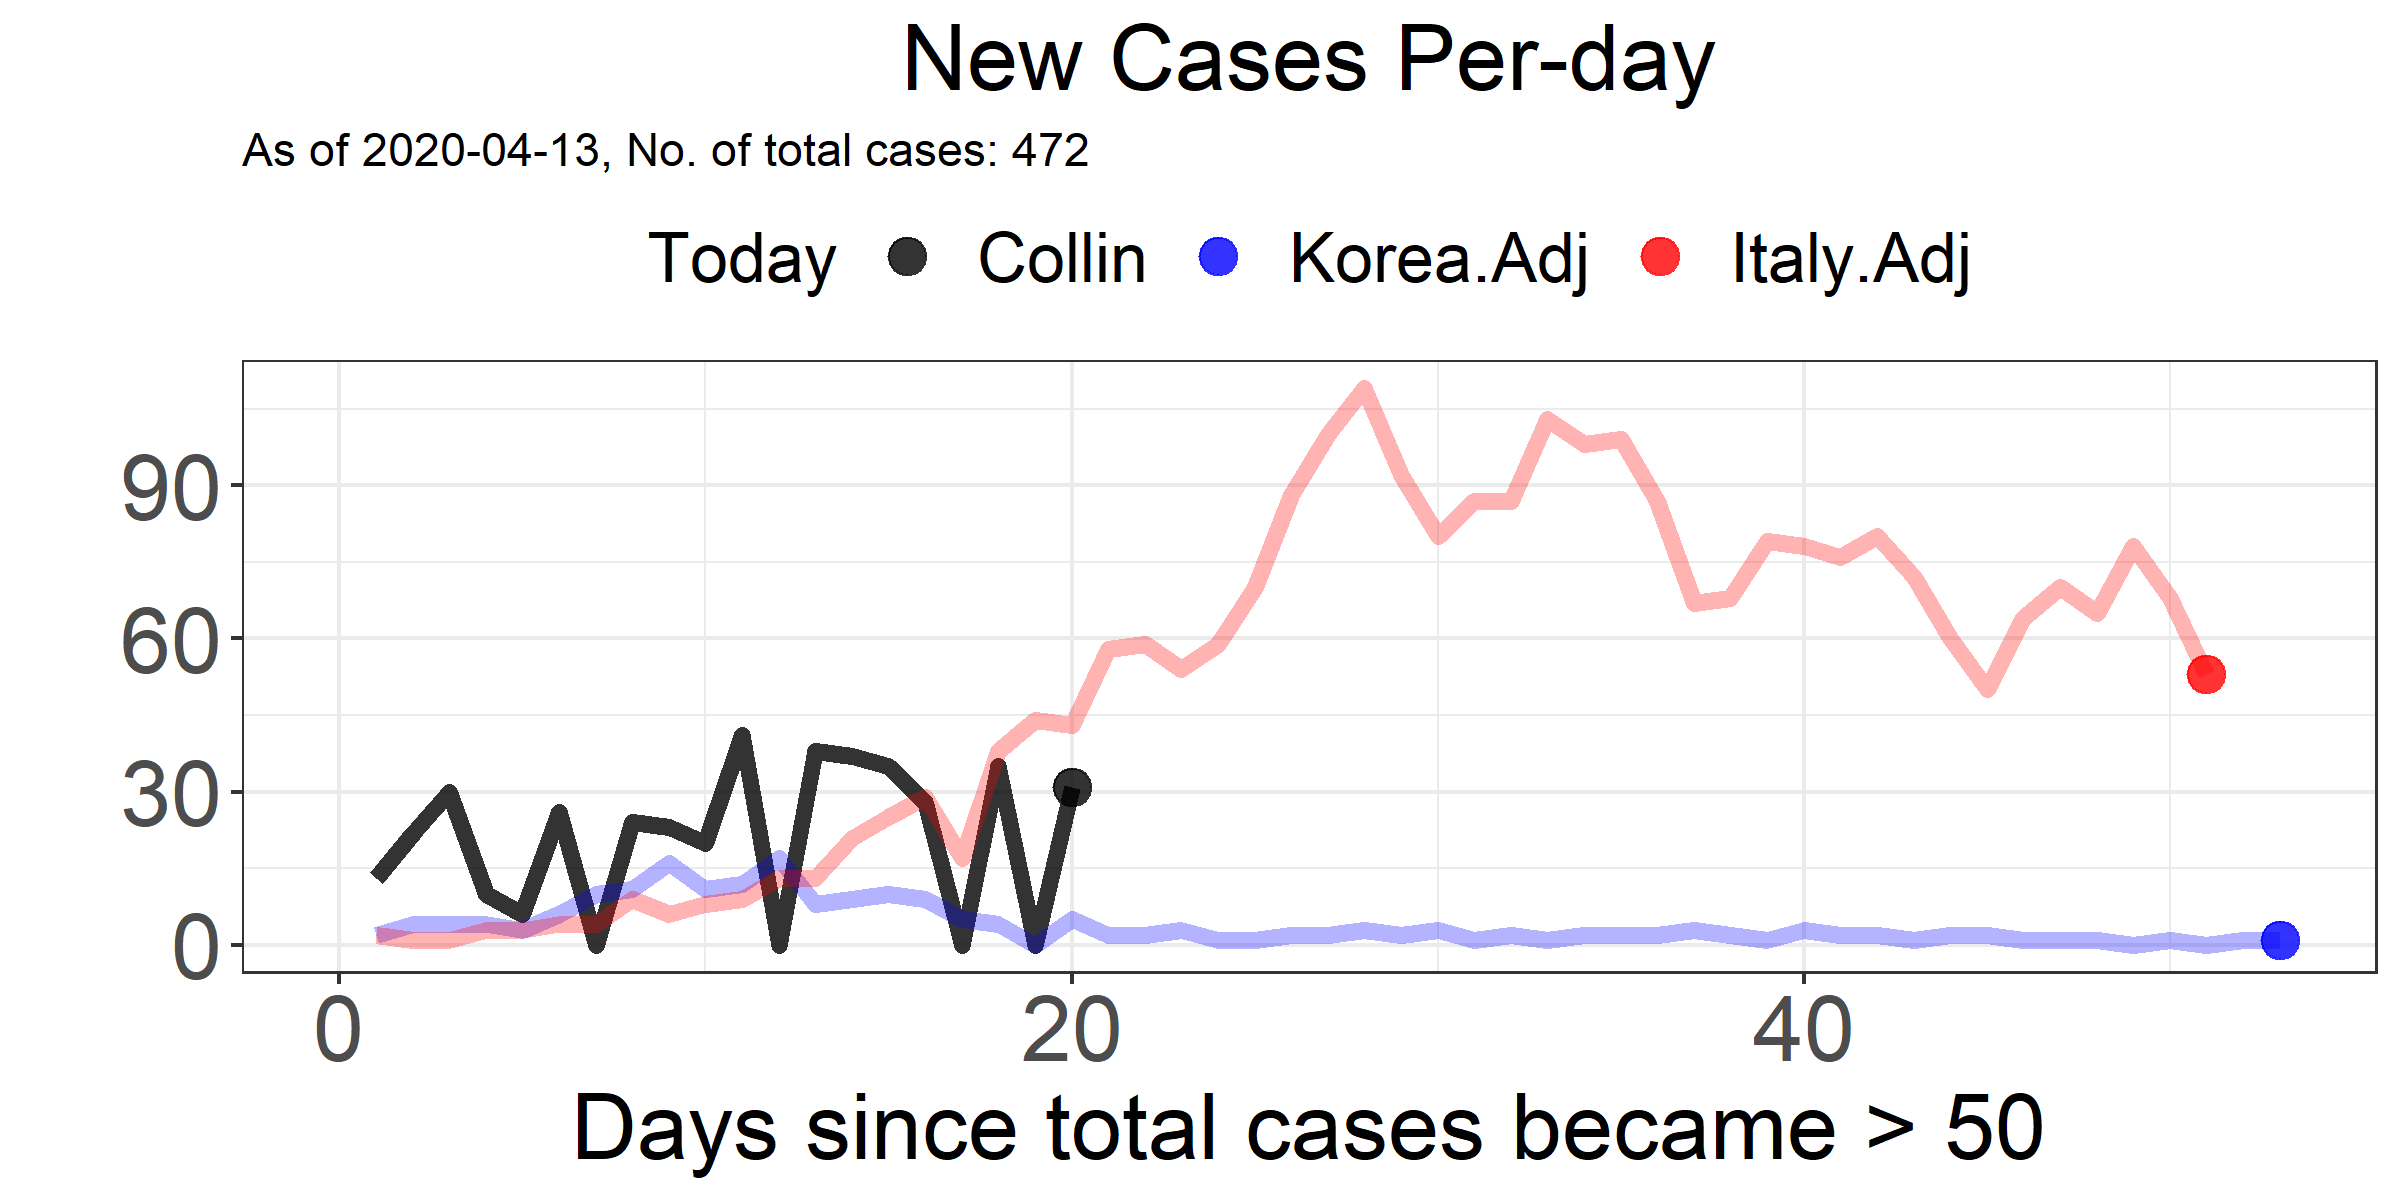 New Cases Per-day
As of 2020-04-13, No. of total cases: 472
Today Collin Korea.Adj Italy.Adj
90
60
30
0
0 20 40
Days since total cases became > 50